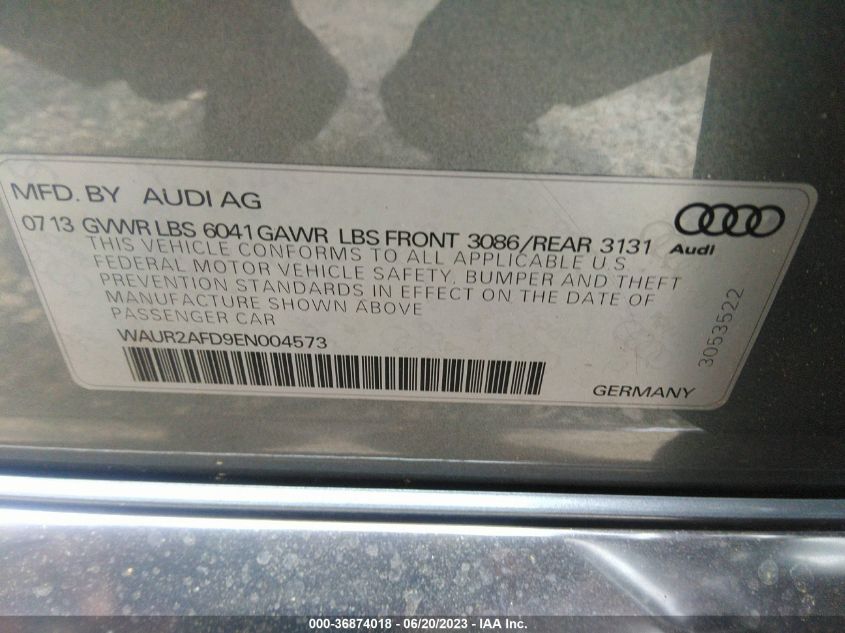 MFD. BY AUDI AG
07 13 GVWR LBS 6041 GAWR LBS FRONT 3086/REAR 3131
THIS VEHICLE CONFORMS TO ALL APPLICABLE U.S
FEDERAL MOTOR VEHICLE SAFETY, BUMPER AND THEFT
PREVENTION STANDARDS IN EFFECT ON THE DATE OF
MANUFACTURE SHOWN ABOVE
PASSENGER CAR
WAUR2AFD9EN004573
Audi
3053522
GERMANY
000-36874018 - 06/20/2023 - IAA Inc.